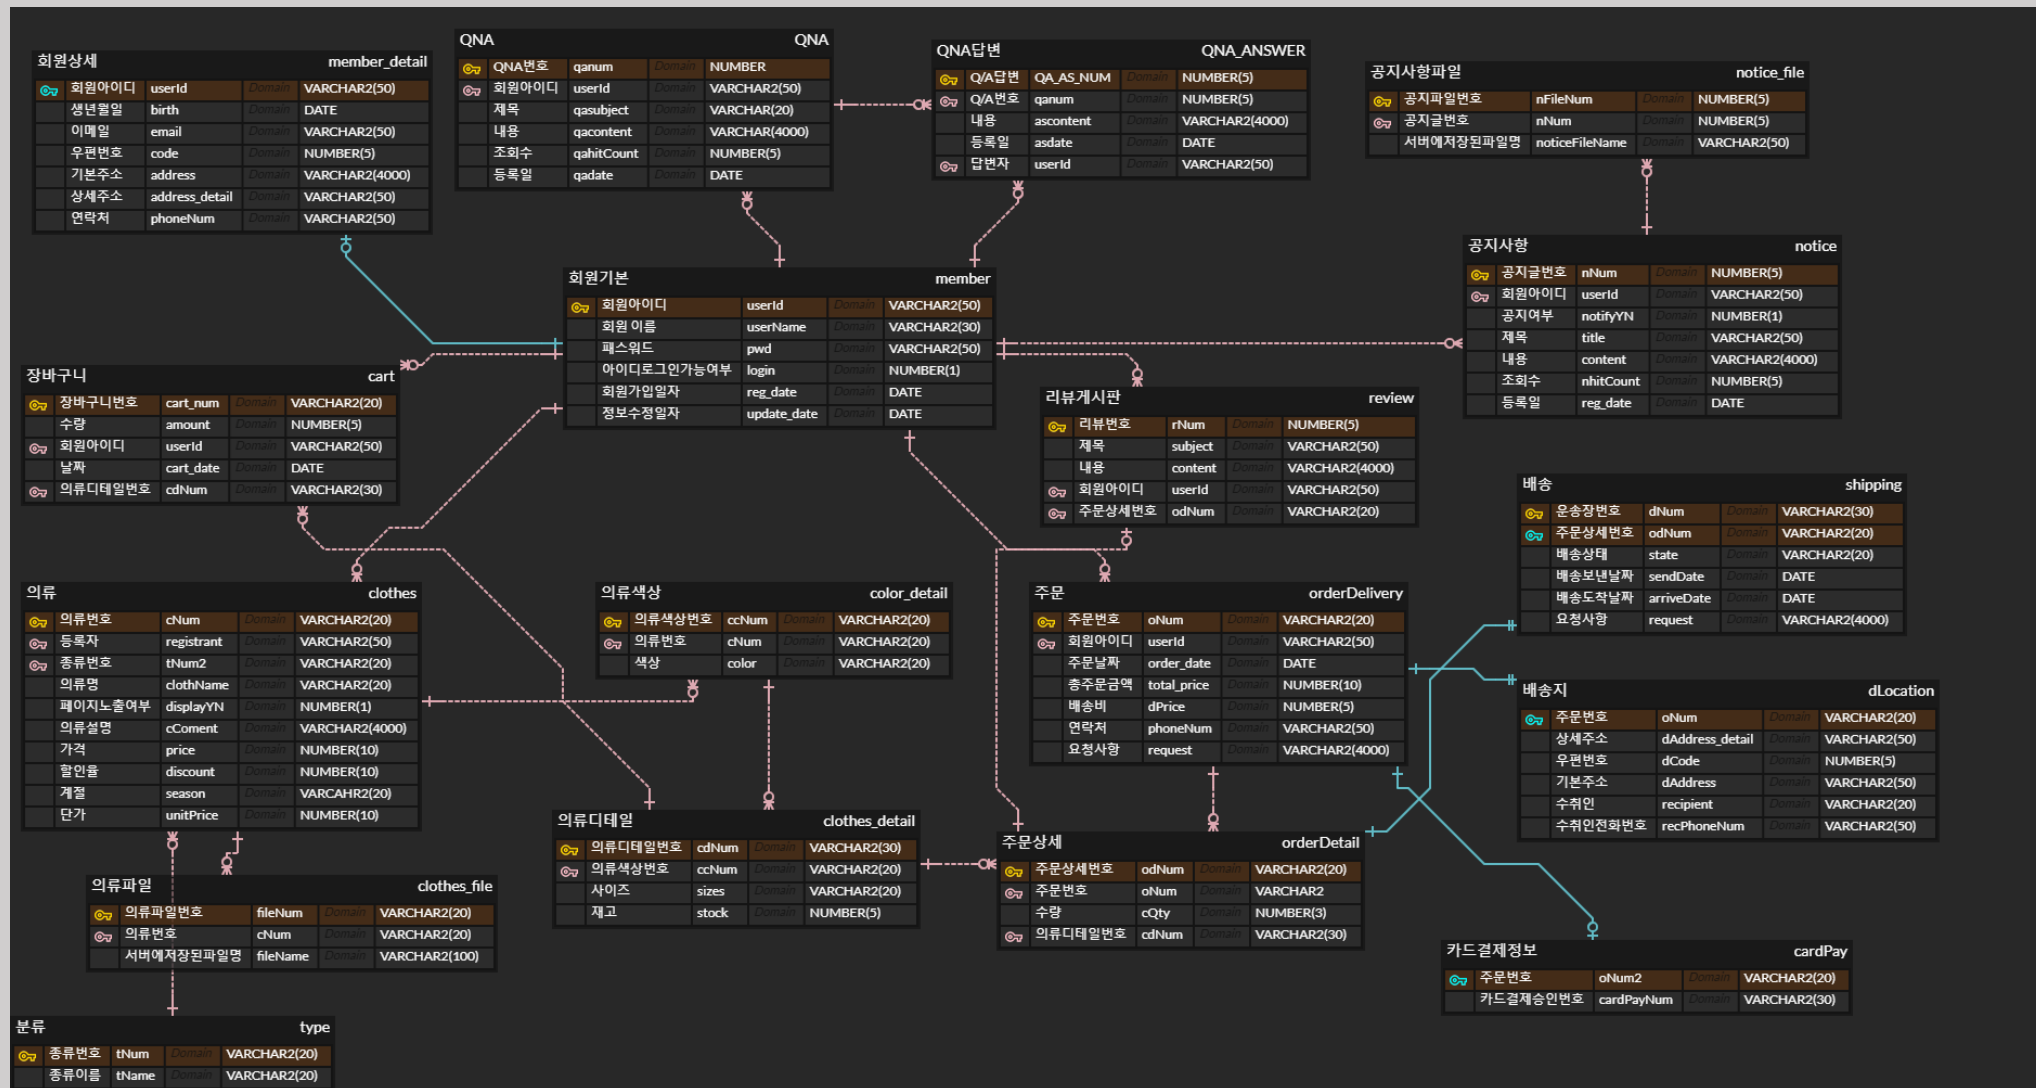 회원상세 member_detail
회원아이디 userId Domain VARCHAR2(50)
생년월일 birth Domain DATE
이메일 email Domain VARCHAR2(50)
우편번호 code Domain NUMBER(5)
기본주소 address Domain VARCHAR2(4000)
상세주소 address_detail Domain VARCHAR2(50)
연락처 phoneNum Domain VARCHAR2(50)
QNA QNA
QNA번호 qanum Domain NUMBER
회원아이디 userId Domain VARCHAR2(50)
제목 qasubject Domain VARCHAR(20)
내용 qacontent Domain VARCHAR(4000)
조회수 qahitCount Domain NUMBER(5)
등록일 qadate Domain DATE
QNA답변 QNA_ANSWER
Q/A답변 QA_AS_NUM Domain NUMBER(5)
Q/A번호 qanum Domain NUMBER(5)
내용 ascontent Domain VARCHAR2(4000)
등록일 asdate Domain DATE
답변자 userId Domain VARCHAR2(50)
공지사항파일 notice_file
공지파일번호 nFileNum Domain NUMBER(5)
공지글번호 nNum Domain NUMBER(5)
서버에저장된파일명 noticeFileName Domain VARCHAR2(50)
회원기본 member
회원아이디 userId Domain VARCHAR2(50)
회원 이름 userName Domain VARCHAR2(30)
패스워드 pwd Domain VARCHAR2(50)
아이디로그인가능여부 login Domain NUMBER(1)
회원가입일자 reg_date Domain DATE
정보수정일자 update_date Domain DATE
공지사항 notice
공지글번호 nNum Domain NUMBER(5)
회원아이디 userId Domain VARCHAR2(50)
공지여부 notifyYN Domain NUMBER(1)
제목 title Domain VARCHAR2(50)
내용 content Domain VARCHAR2(4000)
조회수 nhitCount Domain NUMBER(5)
등록일 reg_date Domain DATE
장바구니 cart
장바구니번호 cart_num Domain VARCHAR2(20)
수량 amount Domain NUMBER(5)
회원아이디 userId Domain VARCHAR2(50)
날짜 cart_date Domain DATE
의류디테일번호 cdNum Domain VARCHAR2(30)
리뷰게시판 review
리뷰번호 rNum Domain NUMBER(5)
제목 subject Domain VARCHAR2(50)
내용 content Domain VARCHAR2(4000)
회원아이디 userId Domain VARCHAR2(50)
주문상세번호 odNum Domain VARCHAR2(20)
배송 shipping
운송장번호 dNum Domain VARCHAR2(30)
주문상세번호 odNum Domain VARCHAR2(20)
배송상태 state Domain VARCHAR2(20)
배송보낸날짜 sendDate Domain DATE
배송도착날짜 arriveDate Domain DATE
요청사항 request Domain VARCHAR2(4000)
의류 clothes
의류번호 cNum Domain VARCHAR2(20)
등록자 registrant Domain VARCHAR2(50)
종류번호 tNum2 Domain VARCHAR2(20)
의류명 clothName Domain VARCHAR2(20)
페이지노출여부 displayYN Domain NUMBER(1)
의류설명 cComent Domain VARCHAR2(4000)
가격 price Domain NUMBER(10)
할인율 discount Domain NUMBER(10)
계절 season Domain VARCAHR2(20)
단가 unitPrice Domain NUMBER(10)
의류색상 color_detail
의류색상번호 ccNum Domain VARCHAR2(20)
의류번호 cNum Domain VARCHAR2(20)
색상 color Domain VARCHAR2(20)
주문 orderDelivery
주문번호 oNum Domain VARCHAR2(20)
회원아이디 userId Domain VARCHAR2(50)
주문날짜 order_date Domain DATE
총주문금액 total_price Domain NUMBER(10)
배송비 dPrice Domain NUMBER(5)
연락처 phoneNum Domain VARCHAR2(50)
요청사항 request Domain VARCHAR2(4000)
배송지 dLocation
주문번호 oNum Domain VARCHAR2(20)
상세주소 dAddress_detail Domain VARCHAR2(50)
우편번호 dCode Domain NUMBER(5)
기본주소 dAddress Domain VARCHAR2(50)
수취인 recipient Domain VARCHAR2(20)
수취인전화번호 recPhoneNum Domain VARCHAR2(50)
의류디테일 clothes_detail
의류디테일번호 cdNum Domain VARCHAR2(30)
의류색상번호 ccNum Domain VARCHAR2(20)
사이즈 sizes Domain VARCHAR2(20)
재고 stock Domain NUMBER(5)
주문상세 orderDetail
주문상세번호 odNum Domain VARCHAR2(20)
주문번호 oNum Domain VARCHAR2
수량 cQty Domain NUMBER(3)
의류디테일번호 cdNum Domain VARCHAR2(30)
의류파일 clothes_file
의류파일번호 fileNum Domain VARCHAR2(20)
의류번호 cNum Domain VARCHAR2(20)
서버에저장된파일명 fileName Domain VARCHAR2(100)
카드결제정보 cardPay
주문번호 oNum2 Domain VARCHAR2(20)
카드결제승인번호 cardPayNum Domain VARCHAR2(30)
분류 type
종류번호 tNum Domain VARCHAR2(20)
종류이름 tName Domain VARCHAR2(20)